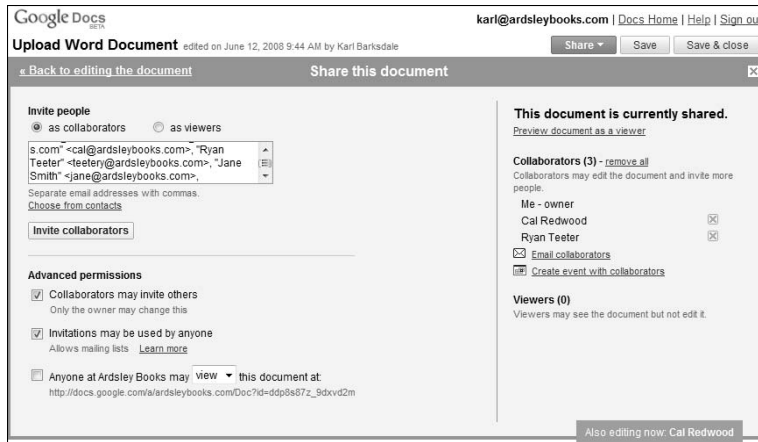 Google Docs
BETA
karl@ardsleybooks.com | Docs Home | Help | Sign ou
Upload Word Document edited on June 12, 2008 9:44 AM by Karl Barksdale
Share Save Save & close
« Back to editing the document Share this document
Invite people
as collaborators as viewers
s.com" <cal@ardsleybooks.com>, "Ryan
Teeter" <teetery@ardsleybooks.com>, "Jane
Smith" <jane@ardsleybooks.com>,
Separate email addresses with commas.
Choose from contacts
Invite collaborators
Advanced permissions
Collaborators may invite others
Only the owner may change this
Invitations may be used by anyone
Allows mailing lists Learn more
Anyone at Ardsley Books may view this document at:
http://docs.google.com/a/ardsleybooks.com/Doc?id=ddp8s87z_9dxvd2m
This document is currently shared.
Preview document as a viewer
Collaborators (3) - remove all
Collaborators may edit the document and invite more
people.
Me - owner
Cal Redwood
Ryan Teeter
Email collaborators
Create event with collaborators
Viewers (0)
Viewers may see the document but not edit it.
Also editing now: Cal Redwood